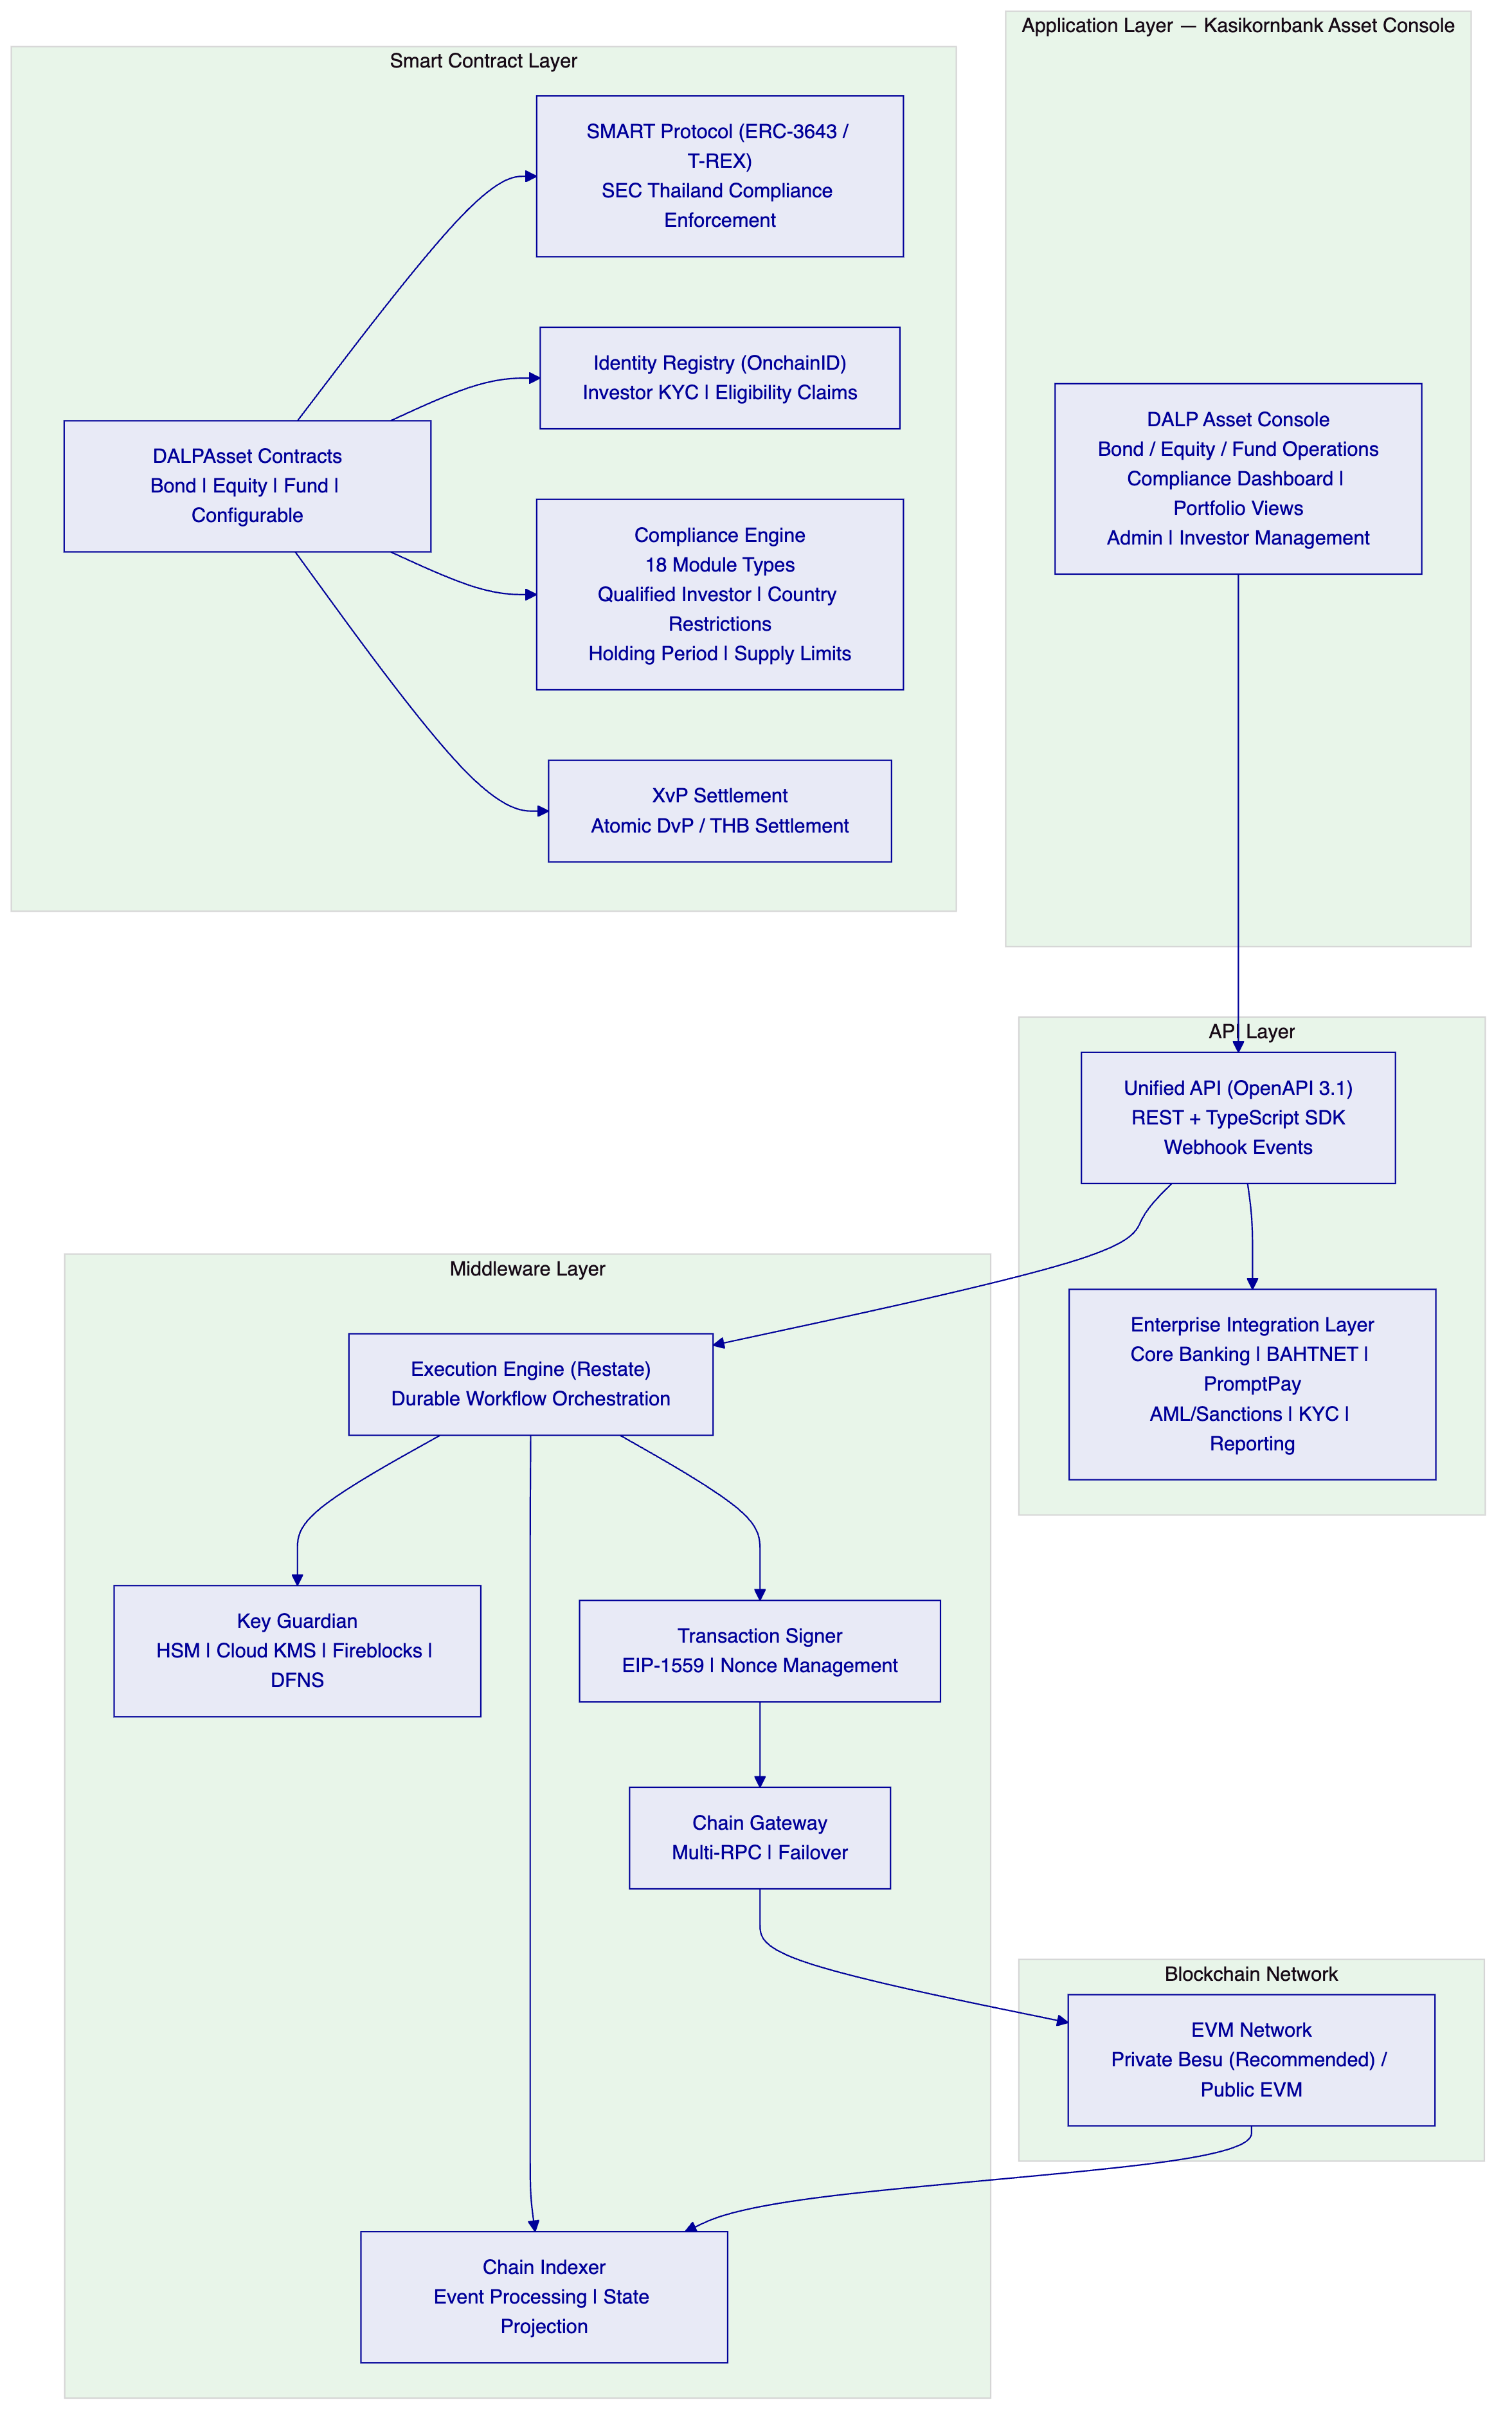 Application Layer — Kasikornbank Asset Console
Smart Contract Layer
SMART Protocol (ERC-3643 /
T-REX)
SEC Thailand Compliance
Enforcement
Identity Registry (OnchainID)
Investor KYC | Eligibility Claims
DALPAsset Contracts
Bond | Equity | Fund |
Configurable
Compliance Engine
18 Module Types
Qualified Investor | Country
Restrictions
Holding Period | Supply Limits
XvP Settlement
Atomic DvP / THB Settlement
DALP Asset Console
Bond / Equity / Fund Operations
Compliance Dashboard |
Portfolio Views
Admin | Investor Management
API Layer
Unified API (OpenAPI 3.1)
REST + TypeScript SDK
Webhook Events
Enterprise Integration Layer
Core Banking | BAHTNET |
PromptPay
AML/Sanctions | KYC |
Reporting
Middleware Layer
Execution Engine (Restate)
Durable Workflow Orchestration
Key Guardian
HSM | Cloud KMS | Fireblocks |
DFNS
Transaction Signer
EIP-1559 | Nonce Management
Chain Gateway
Multi-RPC | Failover
Blockchain Network
EVM Network
Private Besu (Recommended) /
Public EVM
Chain Indexer
Event Processing | State
Projection